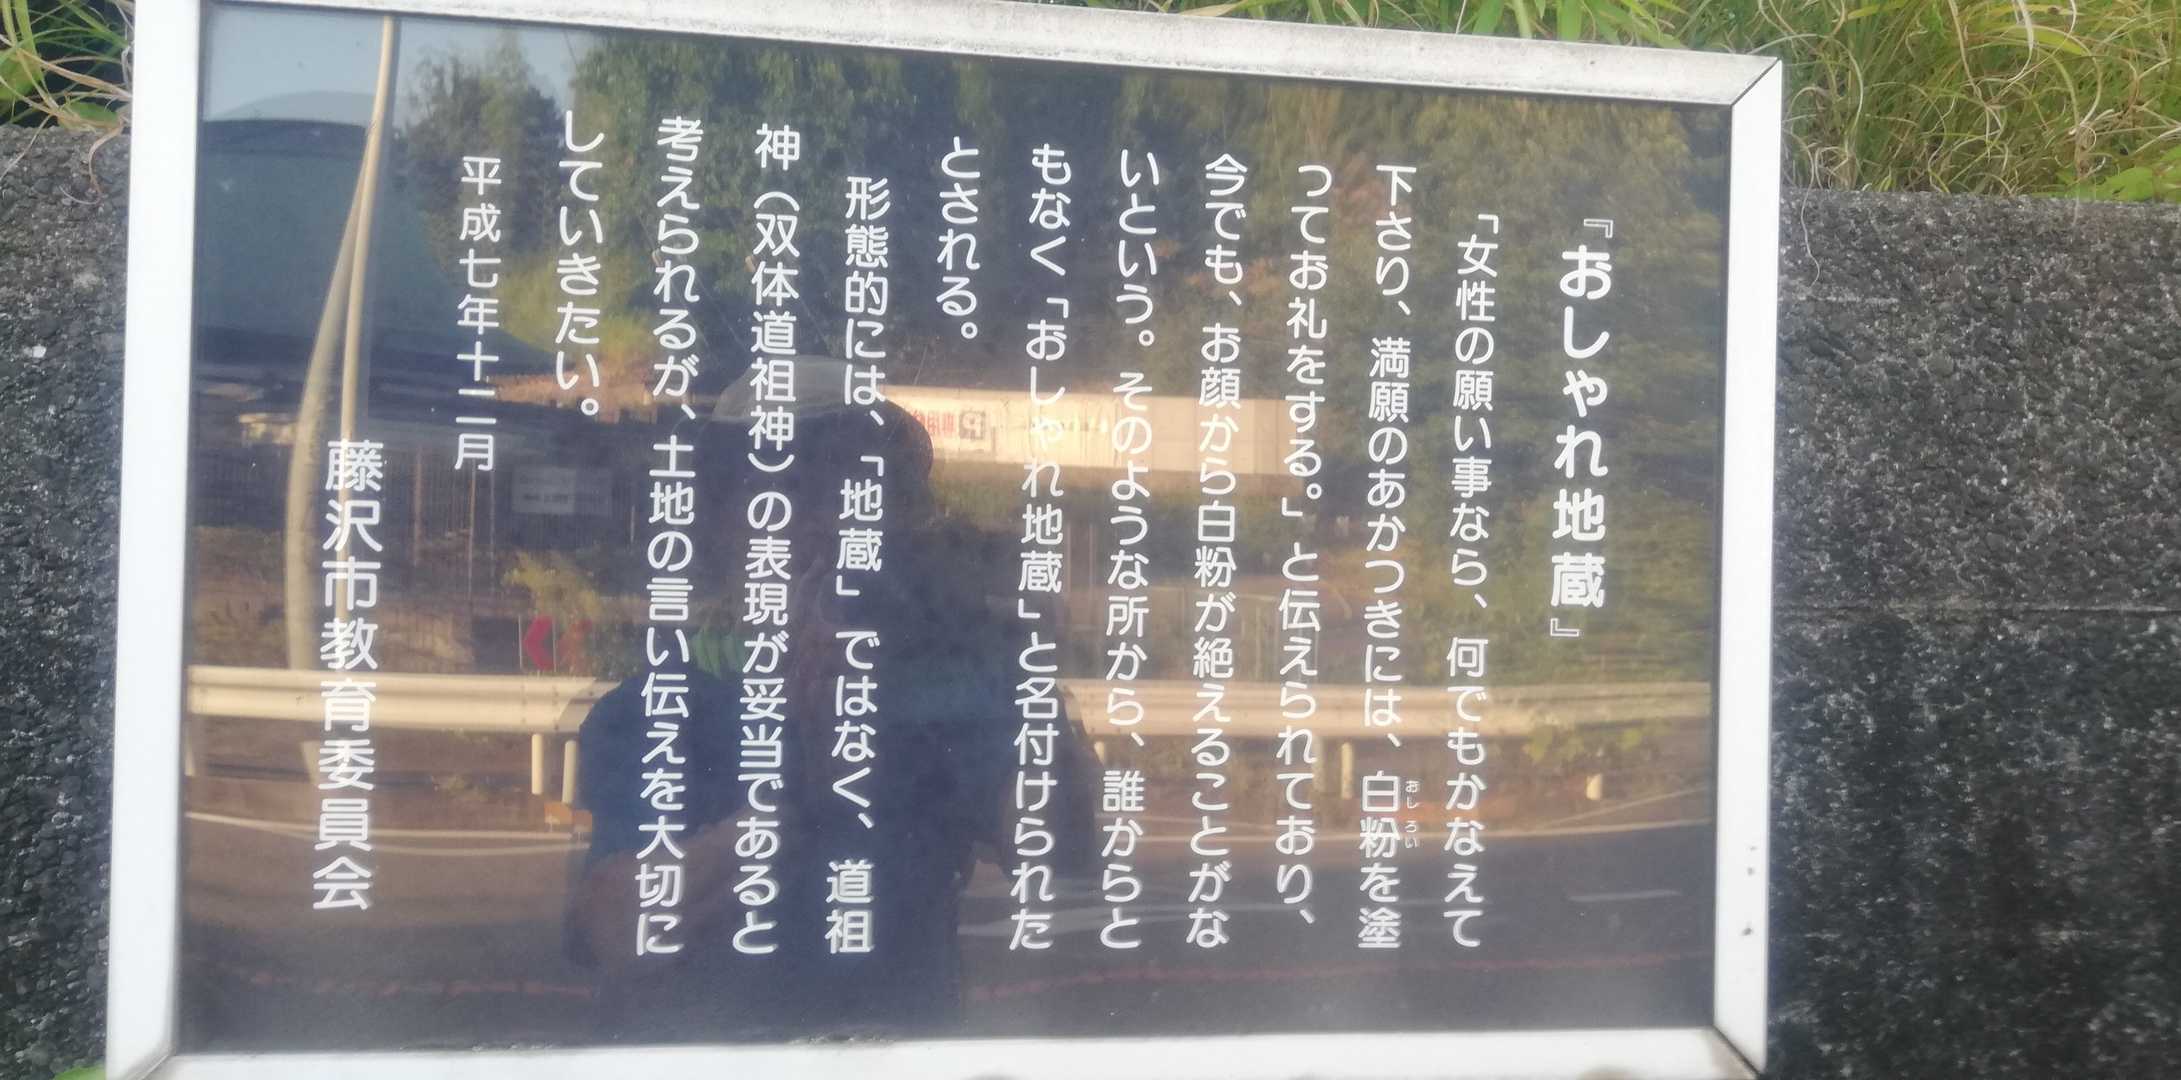 『おしゃれ地蔵』
「女性の願い事なら、何でもかなえて
下さり、満願のあかつきには、白粉を塗
おしろい
ってお礼をする。」と伝えられており、
今でも、お顔から白粉が絶えることがな
いという。そのような所から、誰からと
もなく「おしゃれ地蔵」と名付けられた
とされる。
形態的には、「地蔵」ではなく、道祖
神（双体道祖神）の表現が妥当であると
考えられるが、土地の言い伝えを大切に
していきたい。
平成七年十二月
藤沢市教育委員会